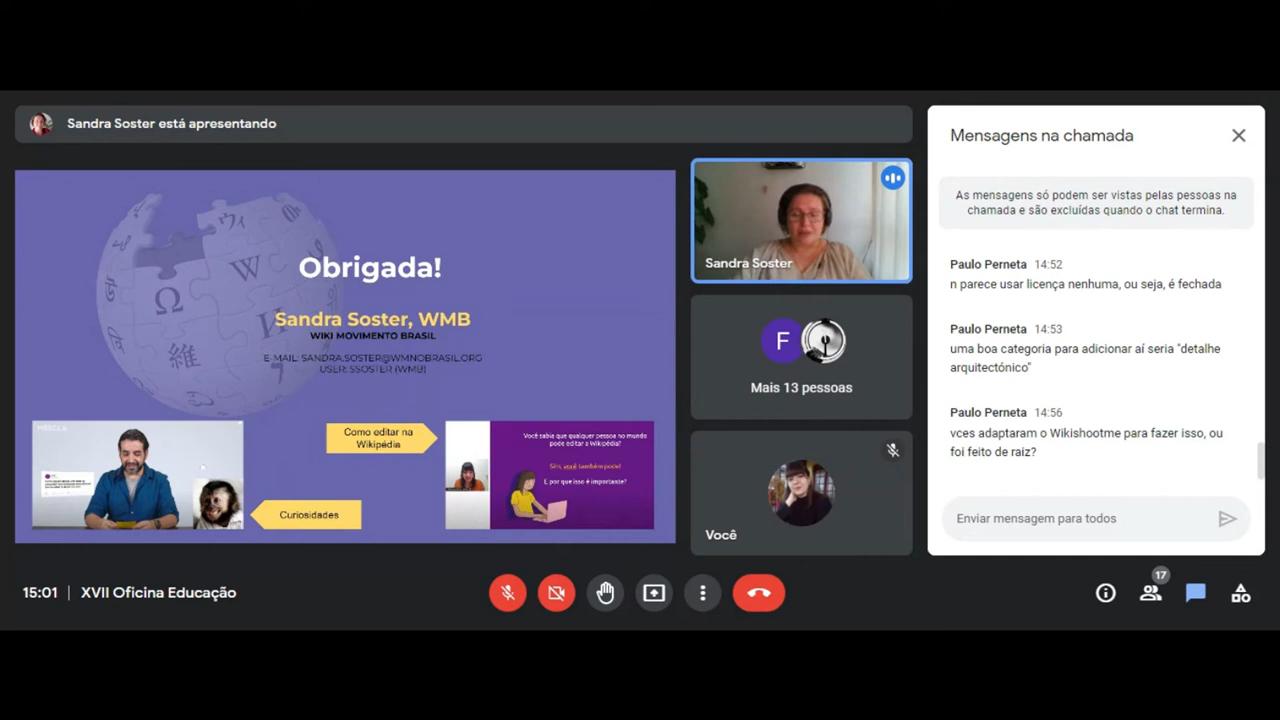 Sandra Soster está apresentando
Obrigada!
Sandra Soster, WMB
WIKI MOVIMENTO BRASIL
E-MAIL: SANDRA.SOSTER@WMNOBRASIL.ORG
USER: SSOSTER (WMB)
W
Ω
И
維
Como editar na
Wikipédia
Curiosidades
Você sabia que qualquer pessoa no mundo
pode editar a Wikipédia?
Sim, você também pode!
E por que isso é importante?
Sandra Soster
F
Mais 13 pessoas
Você
Mensagens na chamada
As mensagens só podem ser vistas pelas pessoas na
chamada e são excluídas quando o chat termina.
Paulo Perneta 14:52
n parece usar licença nenhuma, ou seja, é fechada
Paulo Perneta 14:53
uma boa categoria para adicionar aí seria "detalhe
arquitectónico"
Paulo Perneta 14:56
vces adaptaram o Wikishootme para fazer isso, ou
foi feito de raiz?
Enviar mensagem para todos
15:01 | XVII Oficina Educação
17